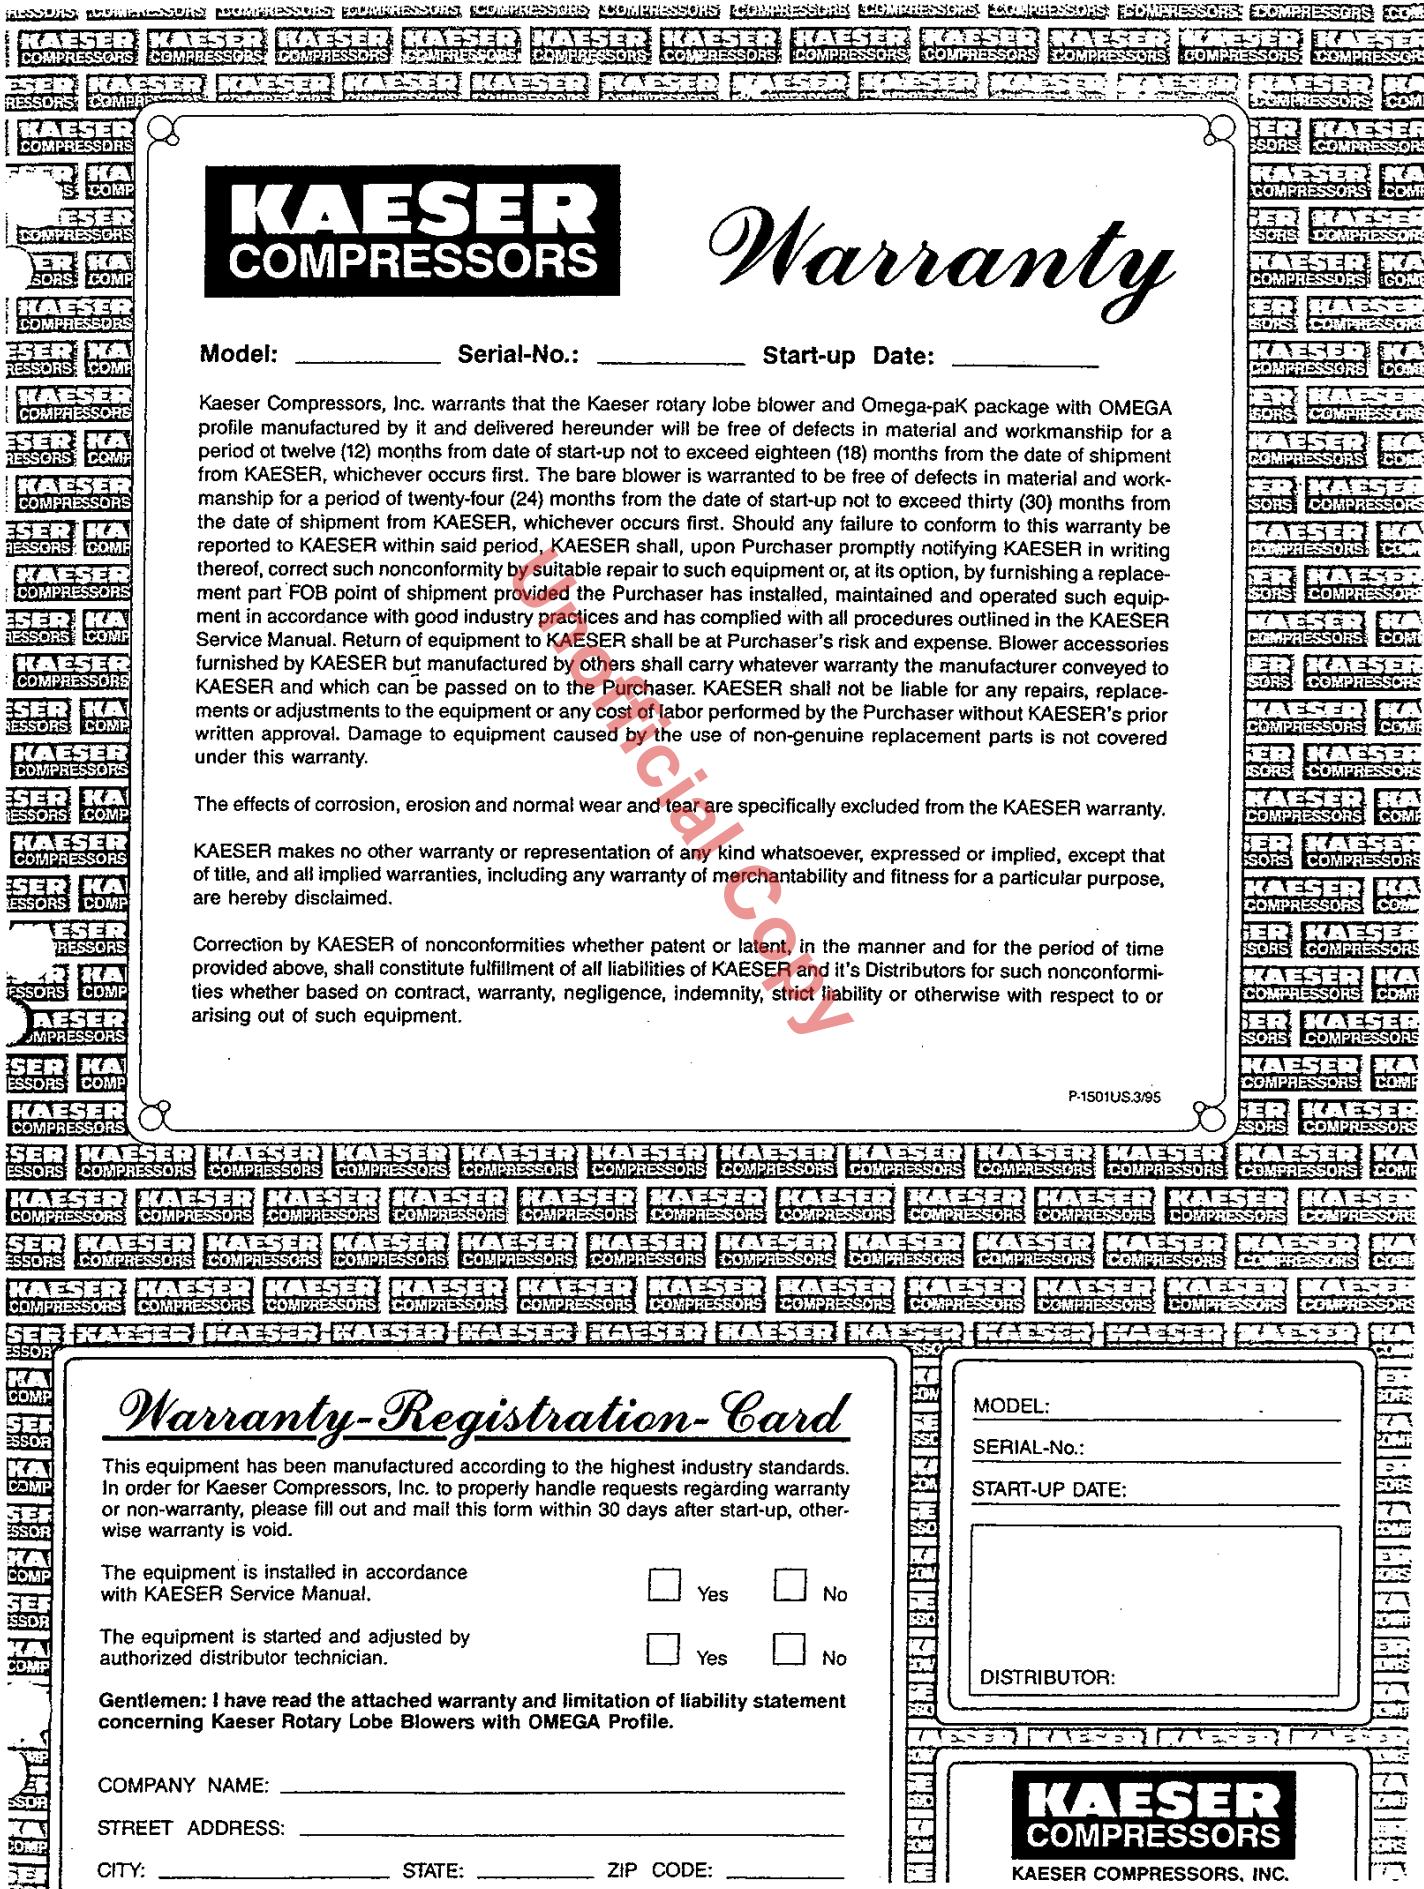 KAESER
COMPRESSORS
Warranty
Model: Serial-No.: Start-up Date:
Kaeser Compressors, Inc. warrants that the Kaeser rotary lobe blower and Omega-paK package with OMEGA
profile manufactured by it and delivered hereunder will be free of defects in material and workmanship for a
period ot twelve (12) months from date of start-up not to exceed eighteen (18) months from the date of shipment
from KAESER, whichever occurs first. The bare blower is warranted to be free of defects in material and work-
manship for a period of twenty-four (24) months from the date of start-up not to exceed thirty (30) months from
the date of shipment from KAESER, whichever occurs first. Should any failure to conform to this warranty be
reported to KAESER within said period, KAESER shall, upon Purchaser promptly notifying KAESER in writing
thereof, correct such nonconformity by suitable repair to such equipment or, at its option, by furnishing a replace-
ment part FOB point of shipment provided the Purchaser has installed, maintained and operated such equip-
ment in accordance with good industry practices and has complied with all procedures outlined in the KAESER
Service Manual. Return of equipment to KAESER shall be at Purchaser's risk and expense. Blower accessories
furnished by KAESER but manufactured by others shall carry whatever warranty the manufacturer conveyed to
KAESER and which can be passed on to the Purchaser. KAESER shall not be liable for any repairs, replace-
ments or adjustments to the equipment or any cost of labor performed by the Purchaser without KAESER's prior
written approval. Damage to equipment caused by the use of non-genuine replacement parts is not covered
under this warranty.
The effects of corrosion, erosion and normal wear and tear are specifically excluded from the KAESER warranty.
KAESER makes no other warranty or representation of any kind whatsoever, expressed or implied, except that
of title, and all implied warranties, including any warranty of merchantability and fitness for a particular purpose,
are hereby disclaimed.
Correction by KAESER of nonconformities whether patent or latent, in the manner and for the period of time
provided above, shall constitute fulfillment of all liabilities of KAESER and it's Distributors for such nonconformi-
ties whether based on contract, warranty, negligence, indemnity, strict liability or otherwise with respect to or
arising out of such equipment.
P-1501US.3/95
Unofficial Copy
Warranty-Registration-Card
This equipment has been manufactured according to the highest industry standards.
In order for Kaeser Compressors, Inc. to properly handle requests regarding warranty
or non-warranty, please fill out and mail this form within 30 days after start-up, other-
wise warranty is void.
The equipment is installed in accordance
with KAESER Service Manual. Yes No
The equipment is started and adjusted by
authorized distributor technician. Yes No
Gentlemen: I have read the attached warranty and limitation of liability statement
concerning Kaeser Rotary Lobe Blowers with OMEGA Profile.
COMPANY NAME:
STREET ADDRESS:
CITY: STATE: ZIP CODE:
MODEL:
SERIAL-No.:
START-UP DATE:
DISTRIBUTOR:
KAESER
COMPRESSORS
KAESER COMPRESSORS, INC.